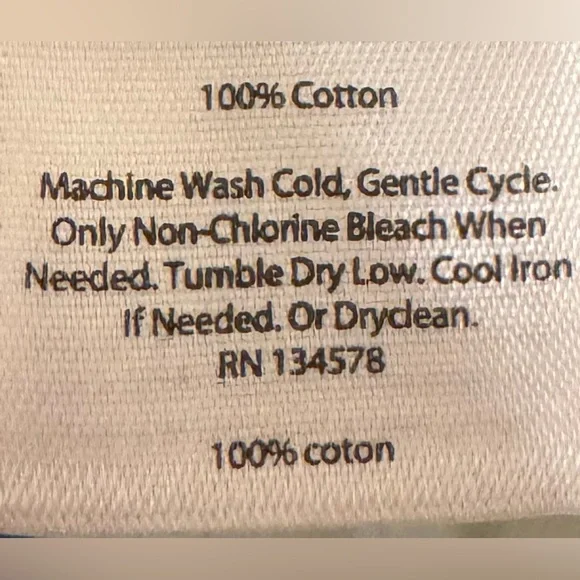 100% Cotton
Machine Wash Cold, Gentle Cycle.
Only Non-Chlorine Bleach When
Needed. Tumble Dry Low. Cool Iron
If Needed. Or Dryclean.
RN 134578
100% coton